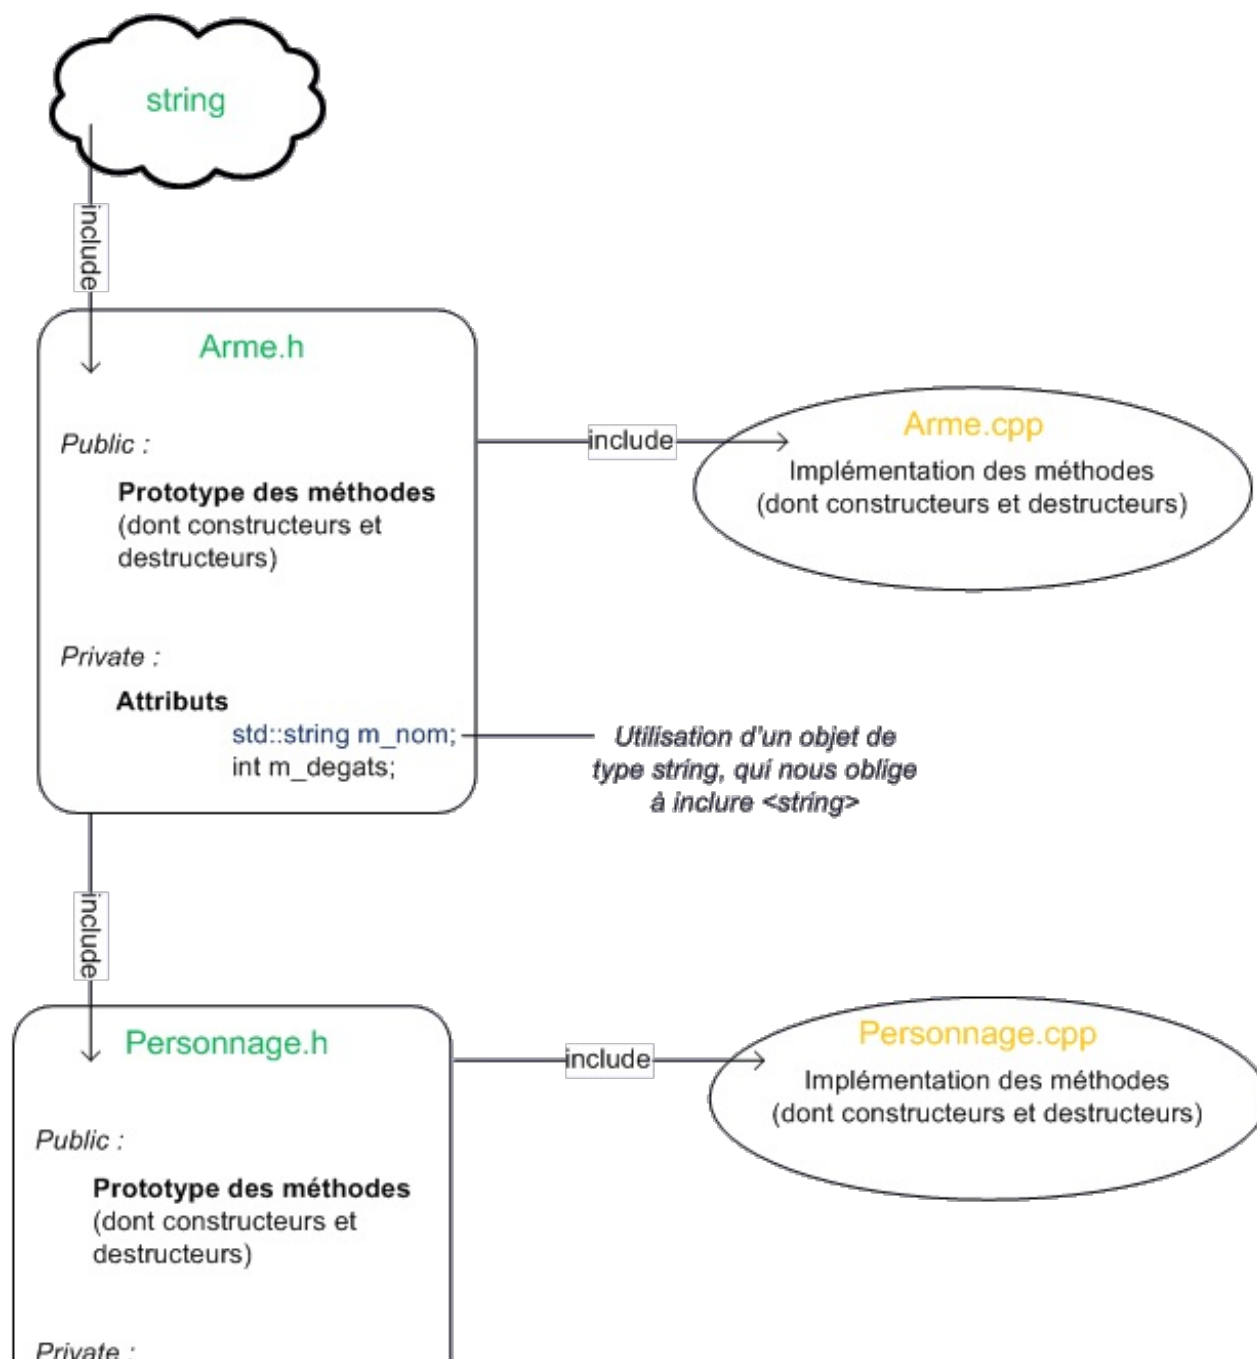 string
include
Arme.h
Public :
Prototype des méthodes
(dont constructeurs et
destructeurs)
Private :
Attributs
std::string m_nom;
int m_degats;
include
Arme.cpp
Implémentation des méthodes
(dont constructeurs et destructeurs)
Utilisation d'un objet de
type string, qui nous oblige
à inclure <string>
include
Personnage.h
Public :
Prototype des méthodes
(dont constructeurs et
destructeurs)
Private :
include
Personnage.cpp
Implémentation des méthodes
(dont constructeurs et destructeurs)